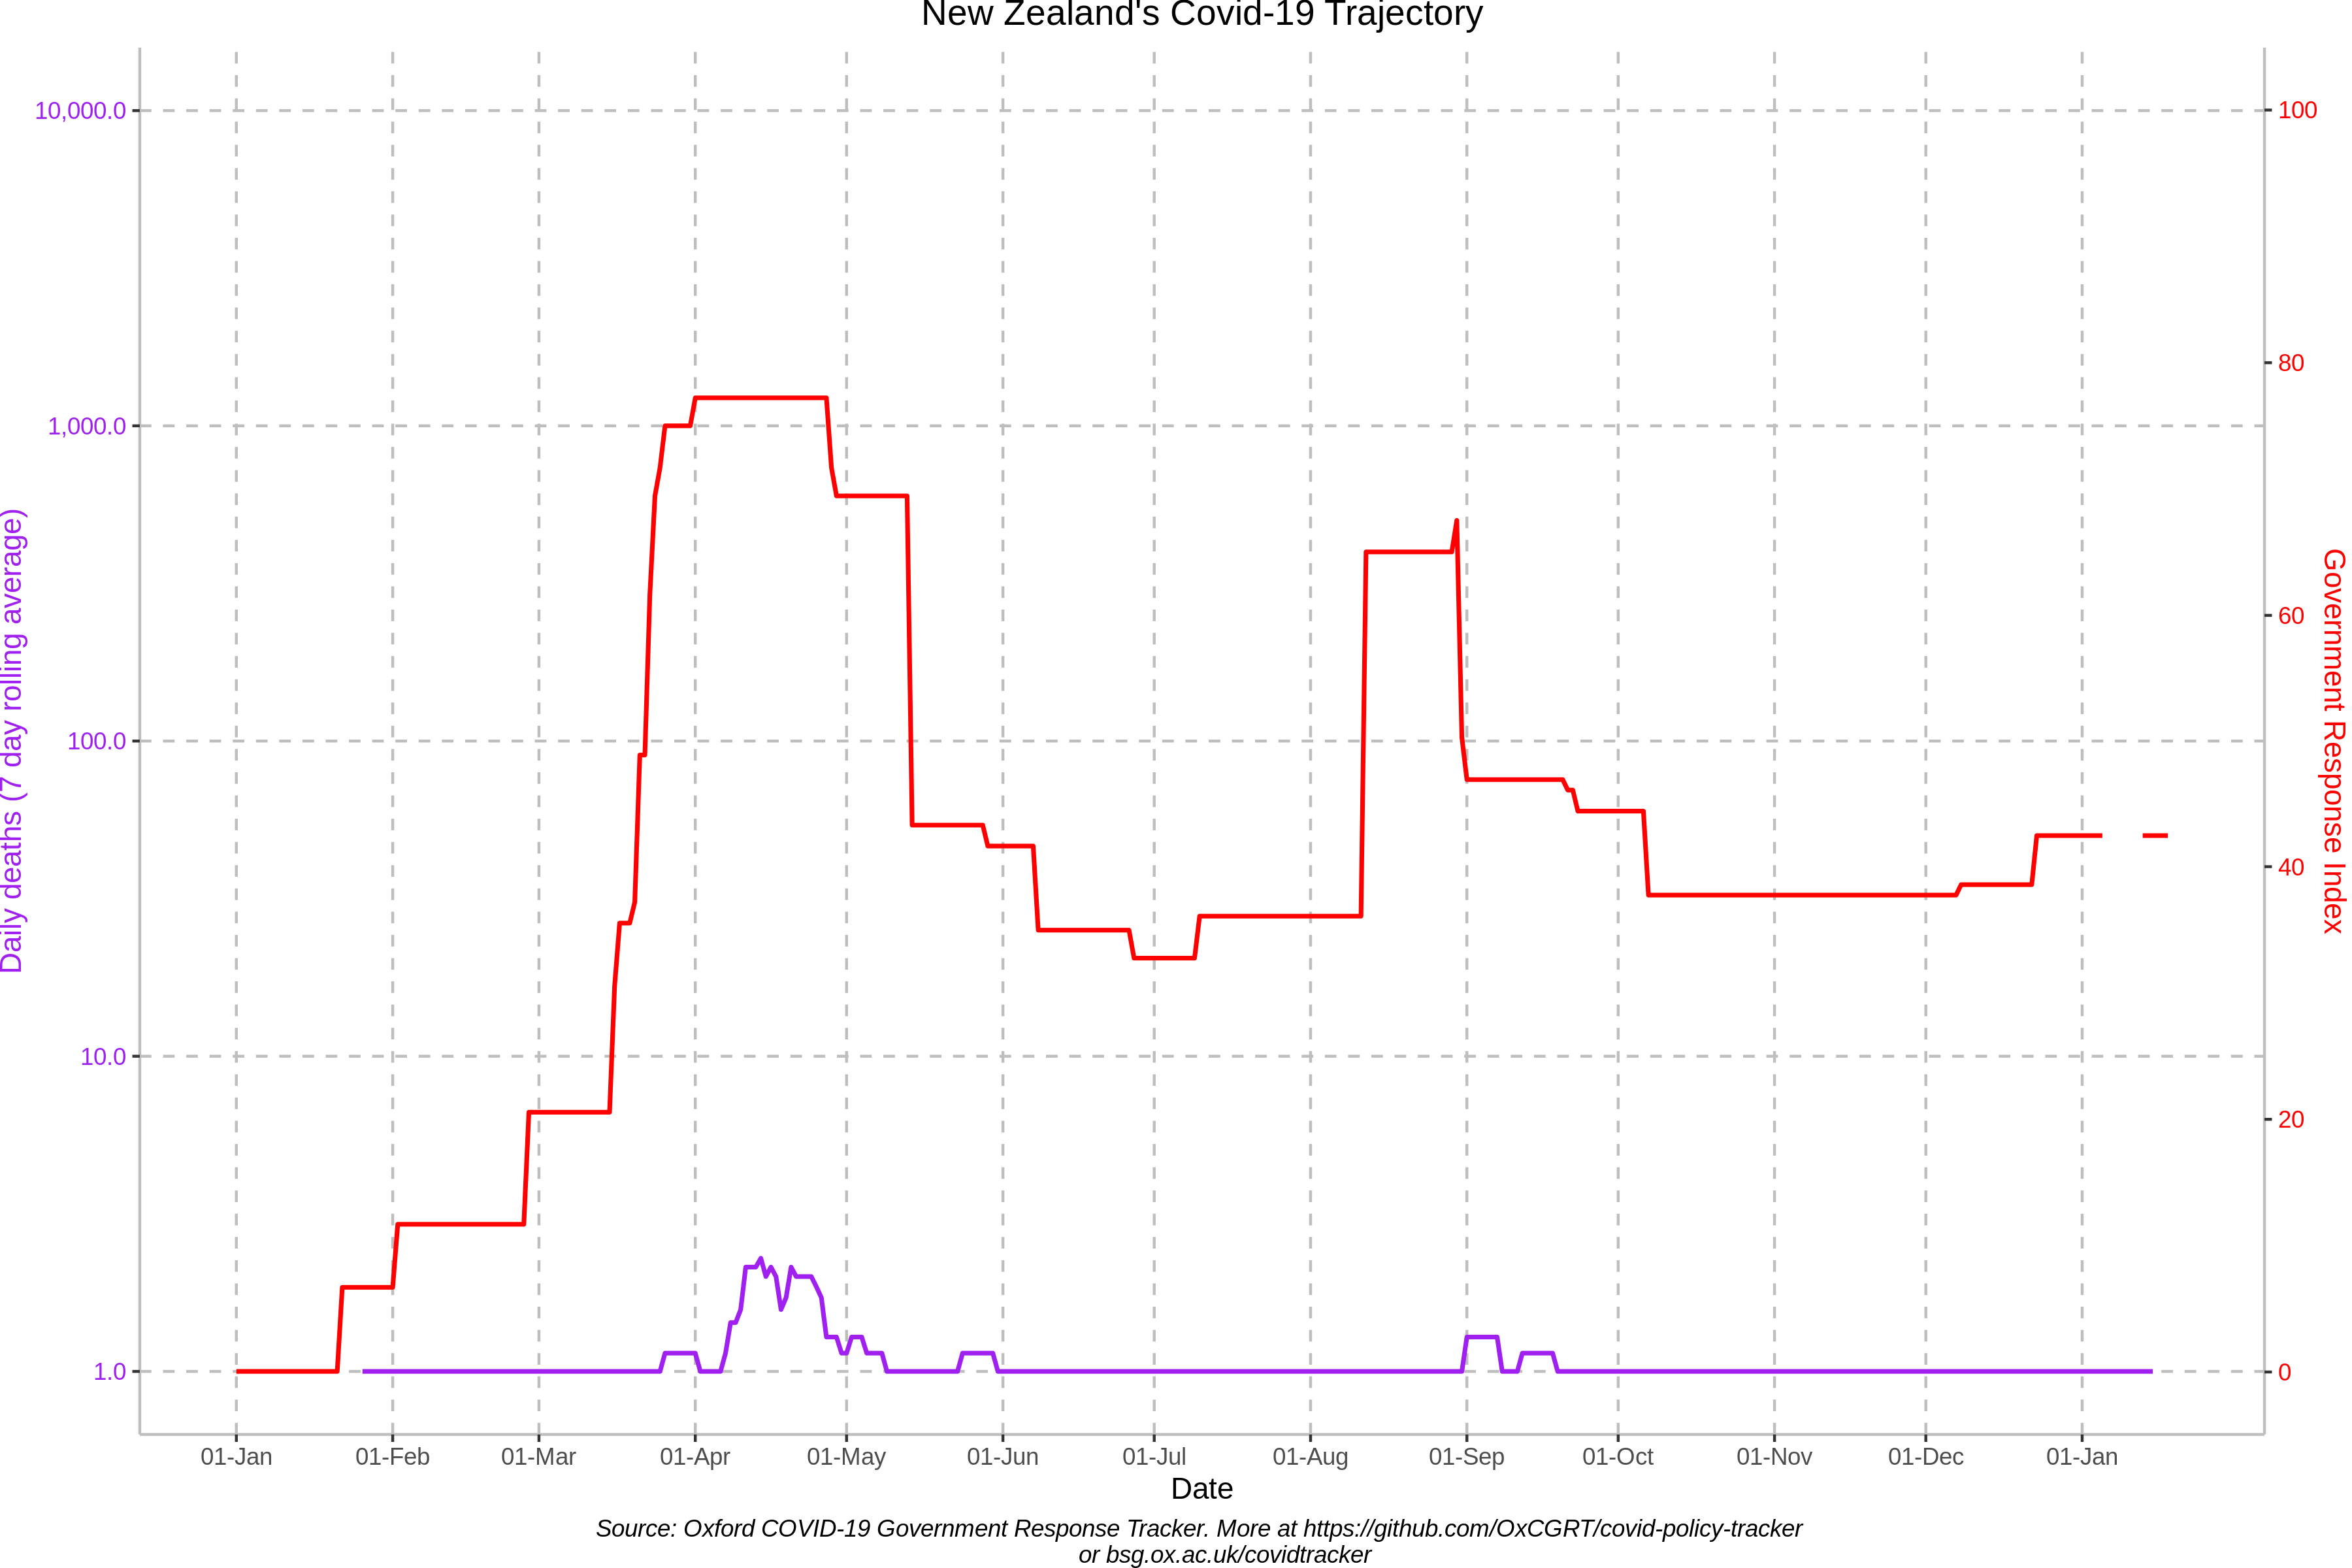 New Zealand's Covid-19 Trajectory
10,000.0
1,000.0
100.0
10.0
1.0
Daily deaths (7 day rolling average)
100
80
60
40
20
0
Government Response Index
01-Jan 01-Feb 01-Mar 01-Apr 01-May 01-Jun 01-Jul 01-Aug 01-Sep 01-Oct 01-Nov 01-Dec 01-Jan
Date
Source: Oxford COVID-19 Government Response Tracker. More at https://github.com/OxCGRT/covid-policy-tracker
or bsg.ox.ac.uk/covidtracker